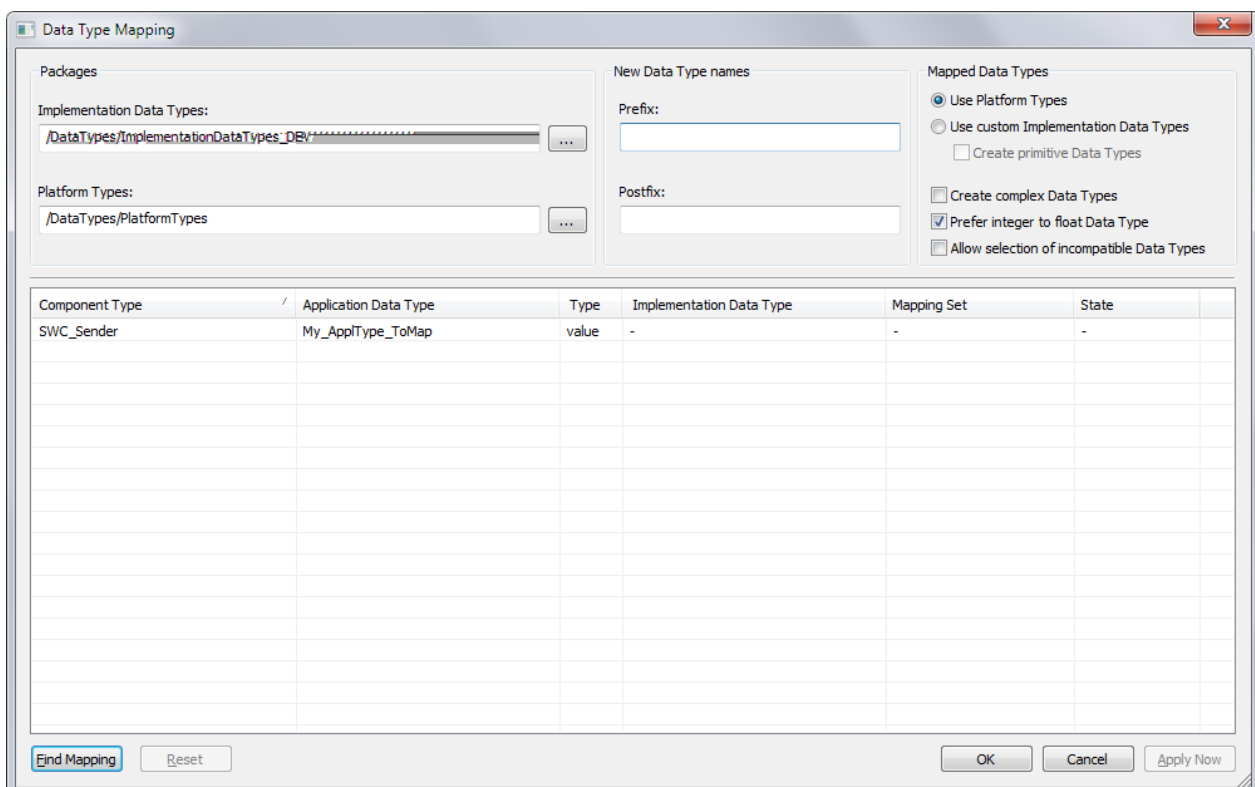 Data Type Mapping
Packages
Implementation Data Types:
/DataTypes/ImplementationDataTypes_DEV
...
Platform Types:
/DataTypes/PlatformTypes
...
New Data Type names
Prefix:
Postfix:
Mapped Data Types
Use Platform Types
Use custom Implementation Data Types
Create primitive Data Types
Create complex Data Types
Prefer integer to float Data Type
Allow selection of incompatible Data Types
Component Type Application Data Type Type Implementation Data Type Mapping Set State
SWC_Sender My_ApplType_ToMap value - - -
Find Mapping Reset OK Cancel Apply Now